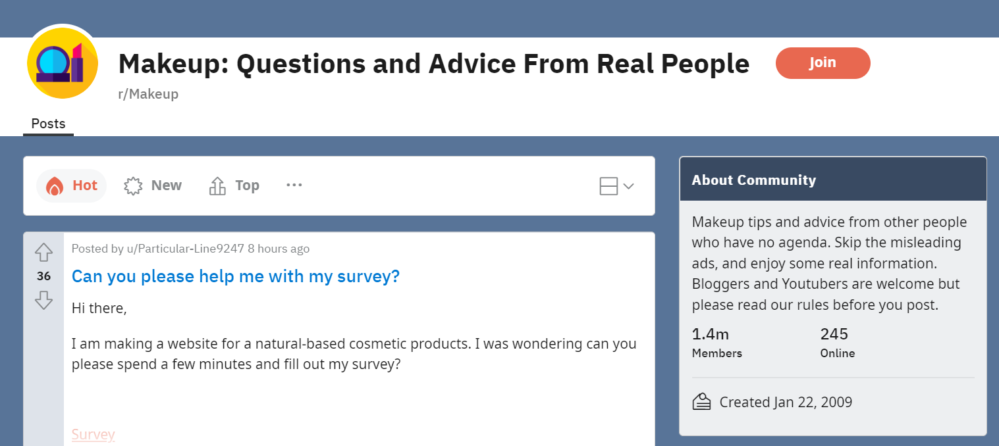 Makeup: Questions and Advice From Real People
Join
r/Makeup
Posts
Hot
New
Top
Posted by u/Particular-Line9247 8 hours ago
36
Can you please help me with my survey?
Hi there,
I am making a website for a natural-based cosmetic products. I was wondering can you
please spend a few minutes and fill out my survey?
Survey
About Community
Makeup tips and advice from other people
who have no agenda. Skip the misleading
ads, and enjoy some real information.
Bloggers and Youtubers are welcome but
please read our rules before you post.
1.4m
Members
245
Online
Created Jan 22, 2009